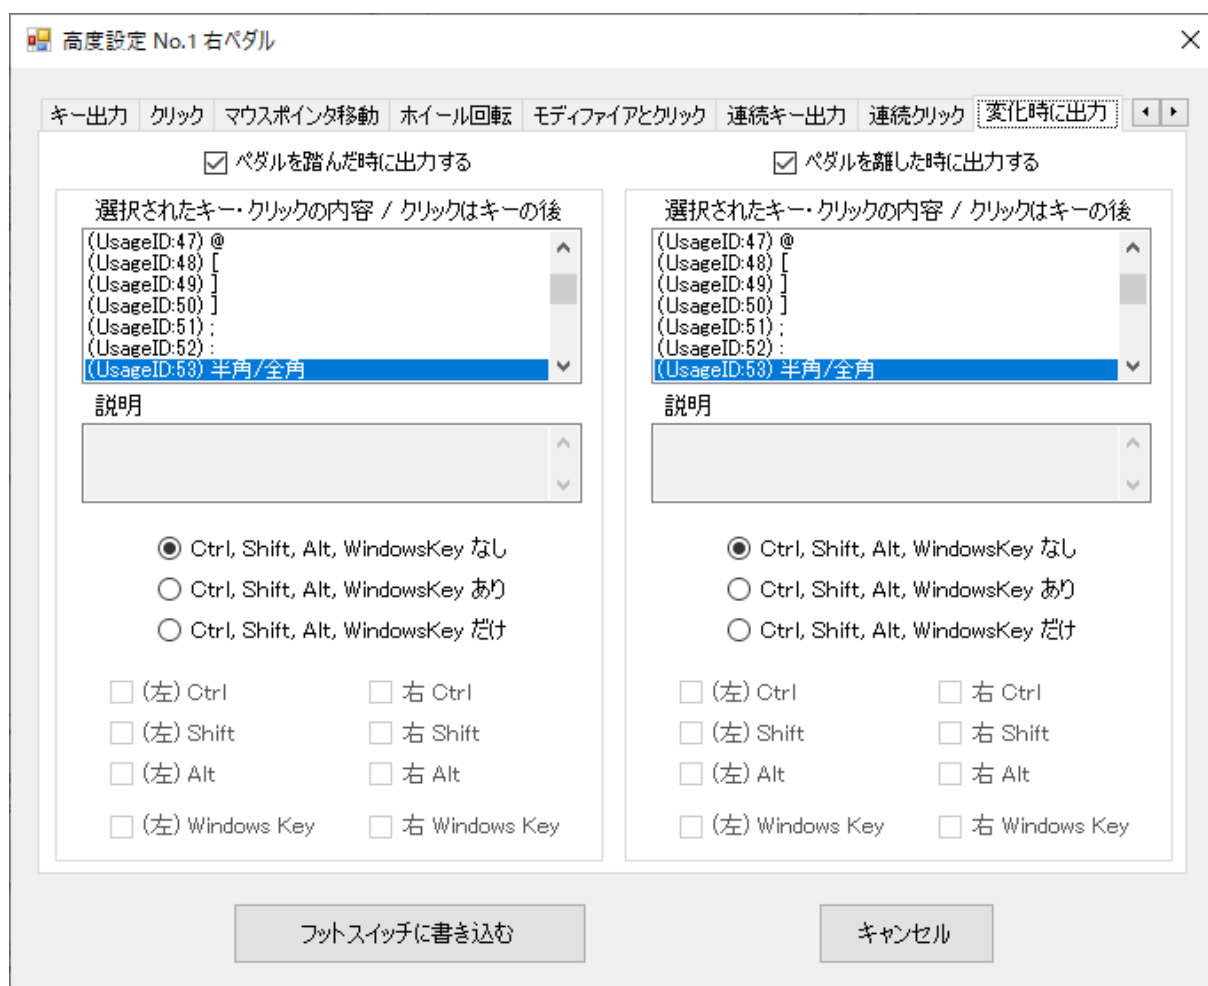 高度設定 No.1 右ペダル
キー出力 クリック マウスポインタ移動 ホイール回転 モディファイアとクリック 連続キー出力 連続クリック 変化時に出力
ペダルを踏んだ時に出力する
選択されたキー・クリックの内容 / クリックはキーの後
(UsageID:47) @
(UsageID:48) [
(UsageID:49) ]
(UsageID:50) ]
(UsageID:51) ;
(UsageID:52) :
(UsageID:53) 半角/全角
説明
Ctrl, Shift, Alt, WindowsKey なし
Ctrl, Shift, Alt, WindowsKey あり
Ctrl, Shift, Alt, WindowsKey だけ
(左) Ctrl 右 Ctrl
(左) Shift 右 Shift
(左) Alt 右 Alt
(左) Windows Key 右 Windows Key
ペダルを離した時に出力する
選択されたキー・クリックの内容 / クリックはキーの後
(UsageID:47) @
(UsageID:48) [
(UsageID:49) ]
(UsageID:50) ]
(UsageID:51) ;
(UsageID:52) :
(UsageID:53) 半角/全角
説明
Ctrl, Shift, Alt, WindowsKey なし
Ctrl, Shift, Alt, WindowsKey あり
Ctrl, Shift, Alt, WindowsKey だけ
(左) Ctrl 右 Ctrl
(左) Shift 右 Shift
(左) Alt 右 Alt
(左) Windows Key 右 Windows Key
フットスイッチに書き込む キャンセル